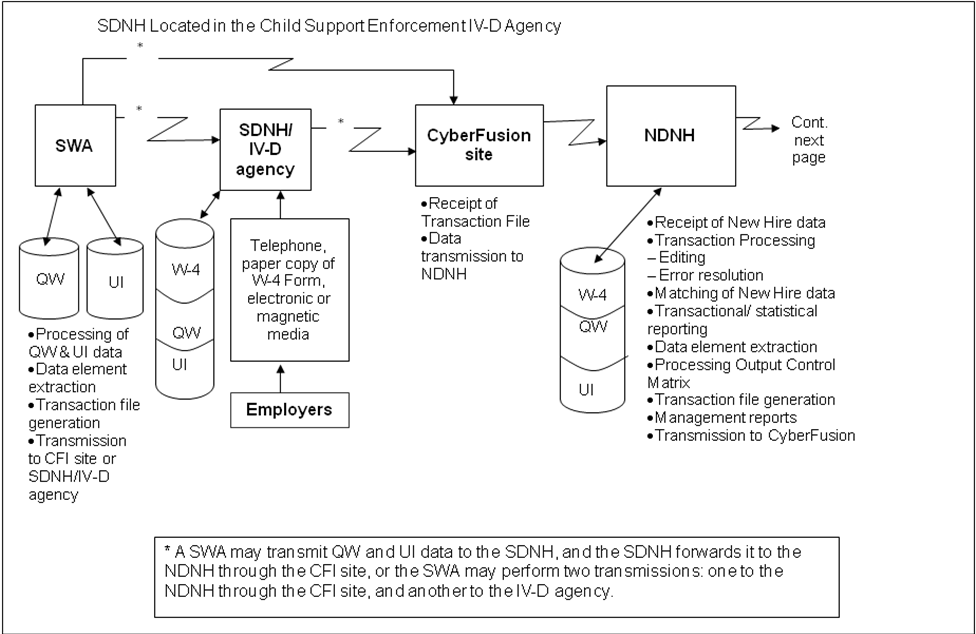 SDNH Located in the Child Support Enforcement IV-D Agency
*
*
*
SWA
SDNH/
IV-D
agency
CyberFusion
site
NDNH
Cont.
next
page
QW
UI
•Processing of
QW & UI data
•Data element
extraction
•Transaction file
generation
•Transmission
to CFI site or
SDNH/IV-D
agency
W-4
QW
UI
Telephone,
paper copy of
W-4 Form,
electronic or
magnetic
media
Employers
•Receipt of
Transaction File
•Data
transmission to
NDNH
W-4
QW
UI
•Receipt of New Hire data
•Transaction Processing
– Editing
– Error resolution
•Matching of New Hire data
•Transactional/ statistical
reporting
•Data element extraction
•Processing Output Control
Matrix
•Transaction file generation
•Management reports
•Transmission to CyberFusion
* A SWA may transmit QW and UI data to the SDNH, and the SDNH forwards it to the
NDNH through the CFI site, or the SWA may perform two transmissions: one to the
NDNH through the CFI site, and another to the IV-D agency.